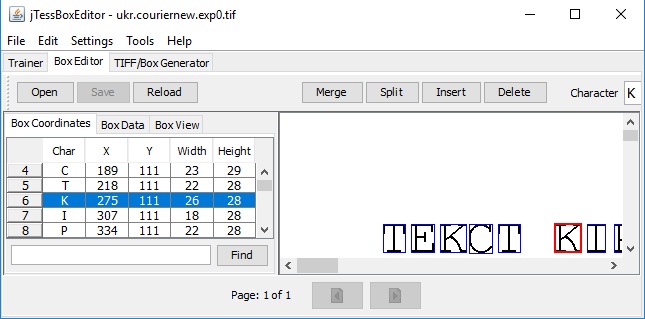 jTessBoxEditor - ukr.couriernew.exp0.tif
File Edit Settings Tools Help
Trainer Box Editor TIFF/Box Generator
Open Save Reload Merge Split Insert Delete Character K
Box Coordinates Box Data Box View
Char X Y Width Height
4 С 189 111 23 29
5 Т 218 111 22 28
6 К 275 111 26 28
7 І 307 111 18 28
8 Р 334 111 22 28
ТЕКСТ КІ
Find
Page: 1 of 1